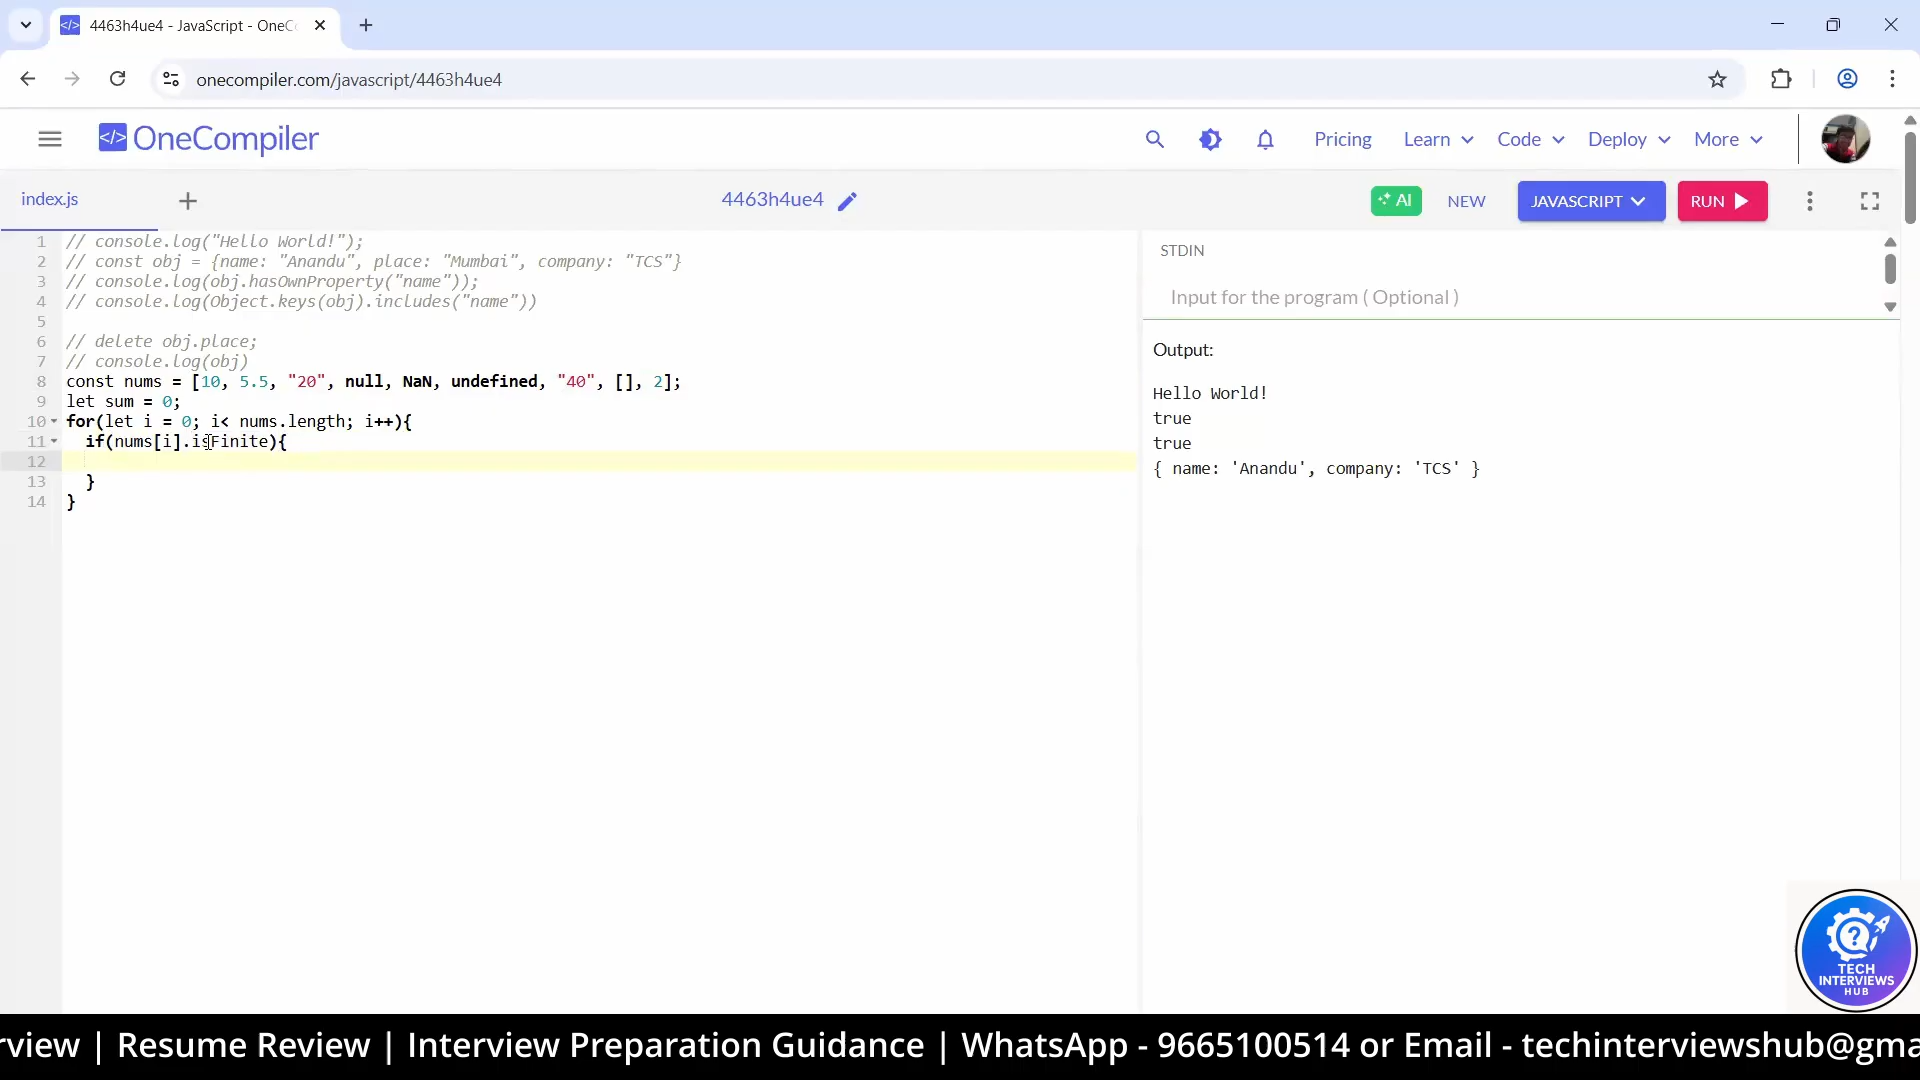 4463h4ue4 - JavaScript - OneC
onecompiler.com/javascript/4463h4ue4
</> OneCompiler
Pricing Learn Code Deploy More
index.js
4463h4ue4
AI NEW JAVASCRIPT RUN
1 // console.log("Hello World!");
2 // const obj = {name: "Anandu", place: "Mumbai", company: "TCS"}
3 // console.log(obj.hasOwnProperty("name"));
4 // console.log(Object.keys(obj).includes("name"))
5
6 // delete obj.place;
7 // console.log(obj)
8 const nums = [10, 5.5, "20", null, NaN, undefined, "40", [], 2];
9 let sum = 0;
10 for(let i = 0; i< nums.length; i++){
11 if(nums[i].isFinite){
12
13 }
14 }
STDIN
Input for the program ( Optional )
Output:
Hello World!
true
true
{ name: 'Anandu', company: 'TCS' }
TECH
INTERVIEWS
HUB
rview | Resume Review | Interview Preparation Guidance | WhatsApp - 9665100514 or Email - techinterviewshub@gma